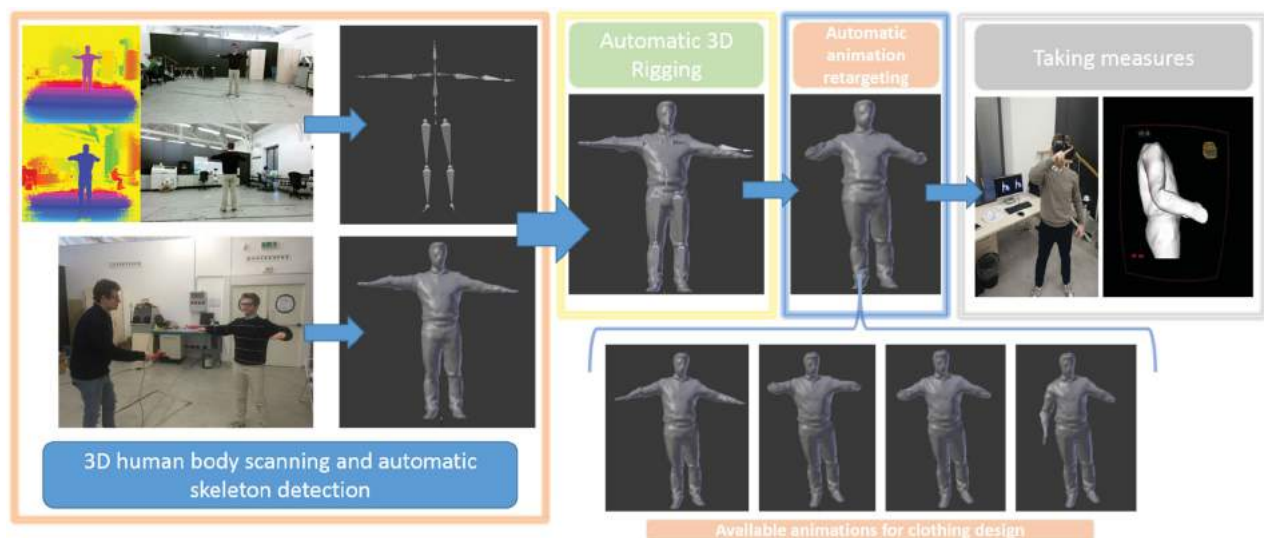 Automatic 3D
Rigging
Automatic
animation
retargeting
Taking measures
3D human body scanning and automatic
skeleton detection
Available animations for clothing design